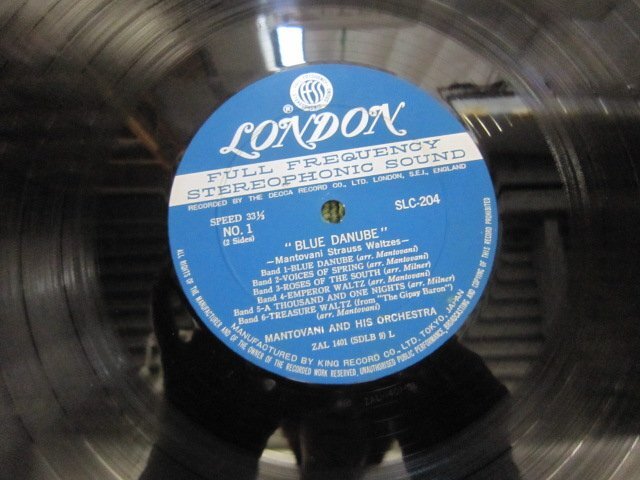 FFSS
®
LONDON
FULL FREQUENCY
STEREOPHONIC SOUND
RECORDED BY THE DECCA RECORD CO., LTD. LONDON, S.E.I., ENGLAND
SPEED 33⅓
NO. 1
(2 Sides)
SLC-204
"BLUE DANUBE"
—Mantovani Strauss Waltzes—
Band 1-BLUE DANUBE (arr. Mantovani)
Band 2-VOICES OF SPRING (arr. Mantovani)
Band 3-ROSES OF THE SOUTH (arr. Milner)
Band 4-EMPEROR WALTZ (arr. Mantovani)
Band 5-A THOUSAND AND ONE NIGHTS (arr. Milner)
Band 6-TREASURE WALTZ (from "The Gipsy Baron")
(arr. Mantovani)
MANTOVANI AND HIS ORCHESTRA
ZAL 1401 (SDLB 9) L
MANUFACTURED BY KING RECORD CO., LTD. TOKYO, JAPAN
ALL RIGHTS OF THE MANUFACTURER AND OF THE OWNER OF THE RECORDED WORK RESERVED, UNAUTHORISED PUBLIC PERFORMANCE, BROADCASTING AND COPYING OF THIS RECORD PROHIBITED